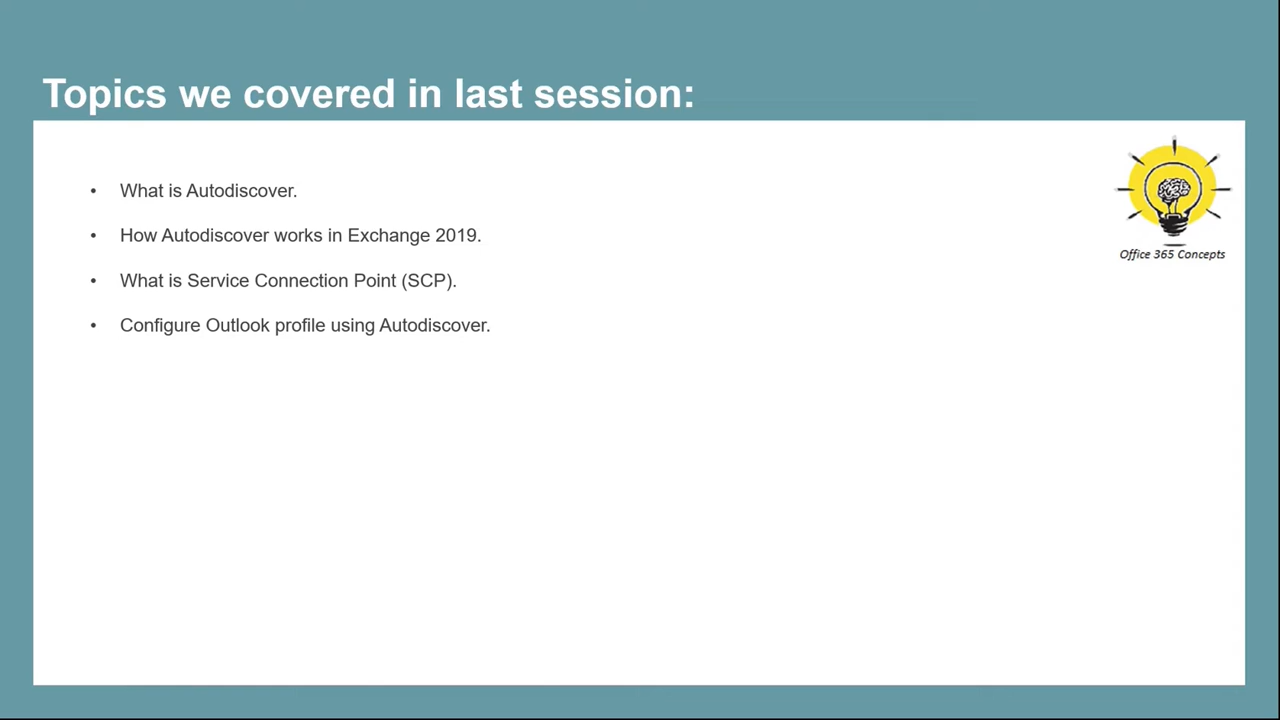 Topics we covered in last session:
• What is Autodiscover.
• How Autodiscover works in Exchange 2019.
• What is Service Connection Point (SCP).
• Configure Outlook profile using Autodiscover.
Office 365 Concepts